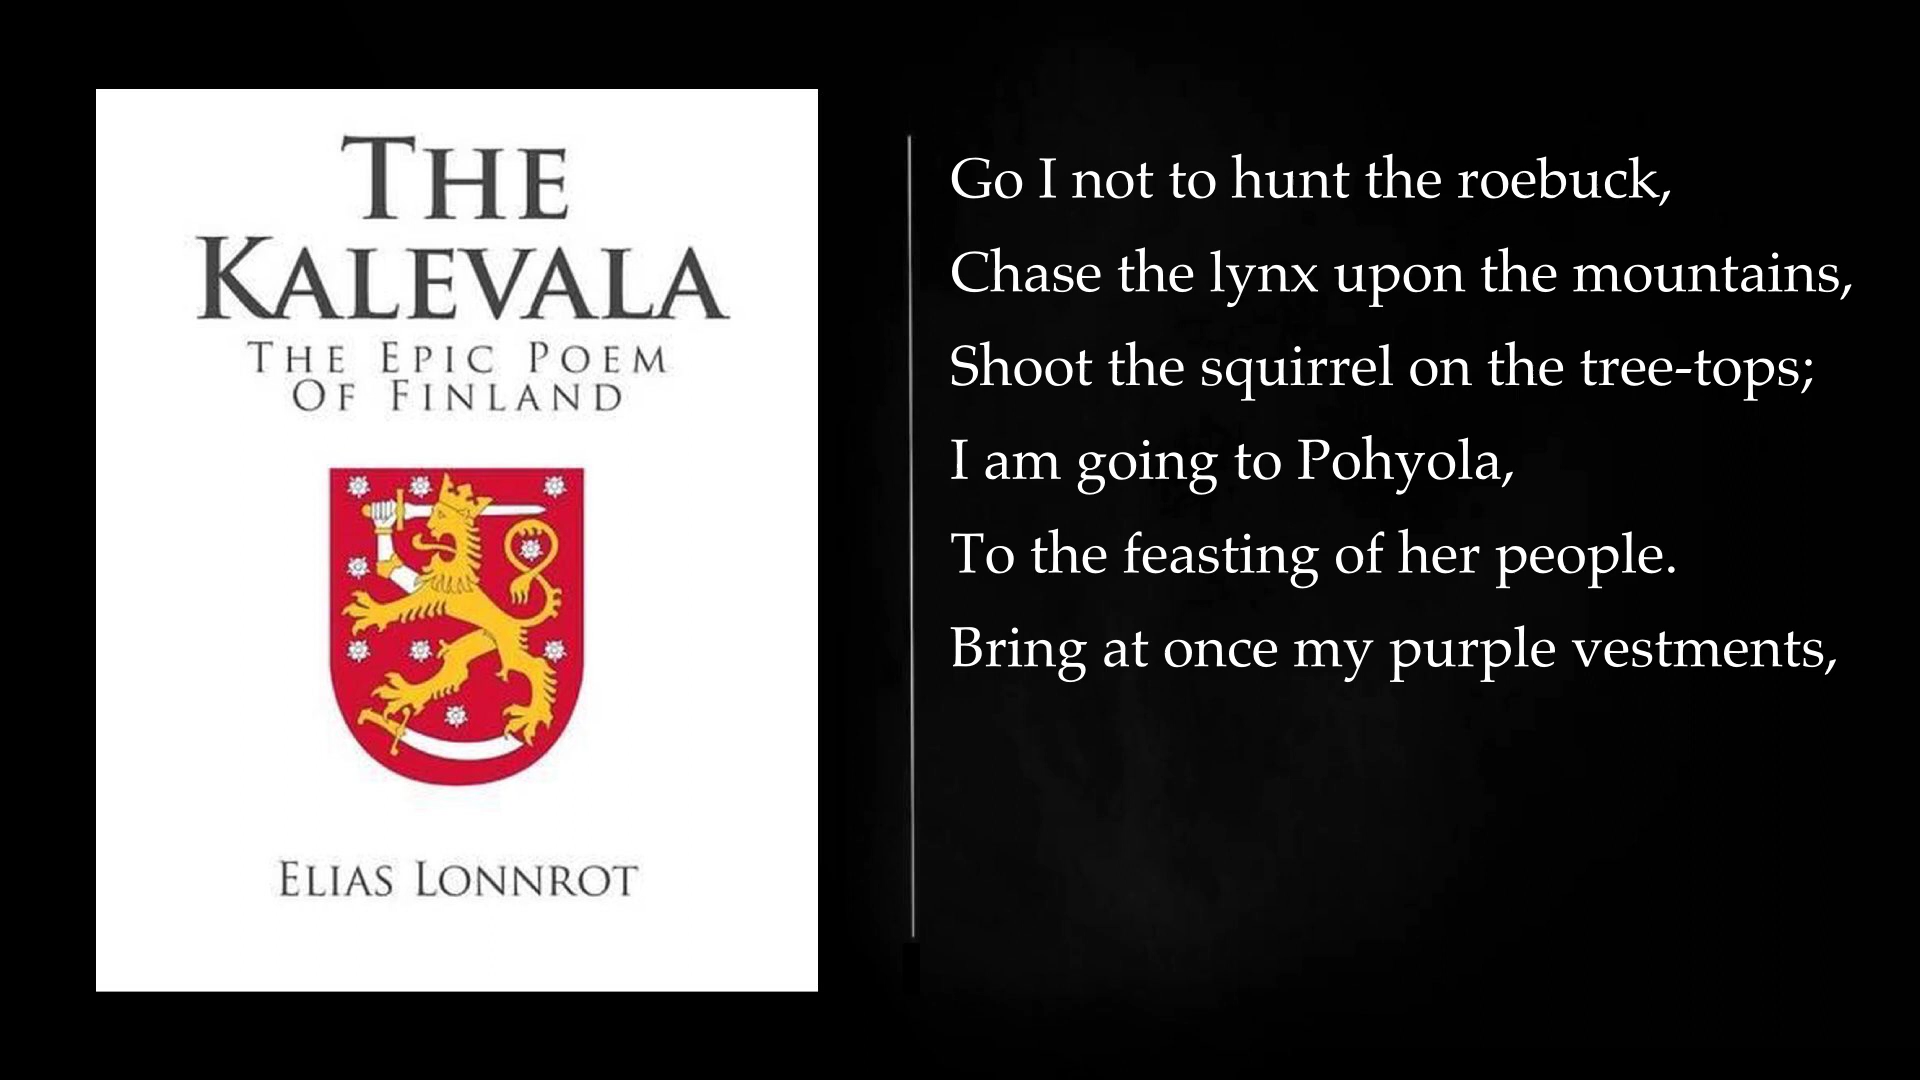 THE
KALEVALA
THE EPIC POEM
OF FINLAND
ELIAS LONNROT
Go I not to hunt the roebuck,
Chase the lynx upon the mountains,
Shoot the squirrel on the tree-tops;
I am going to Pohyola,
To the feasting of her people.
Bring at once my purple vestments,